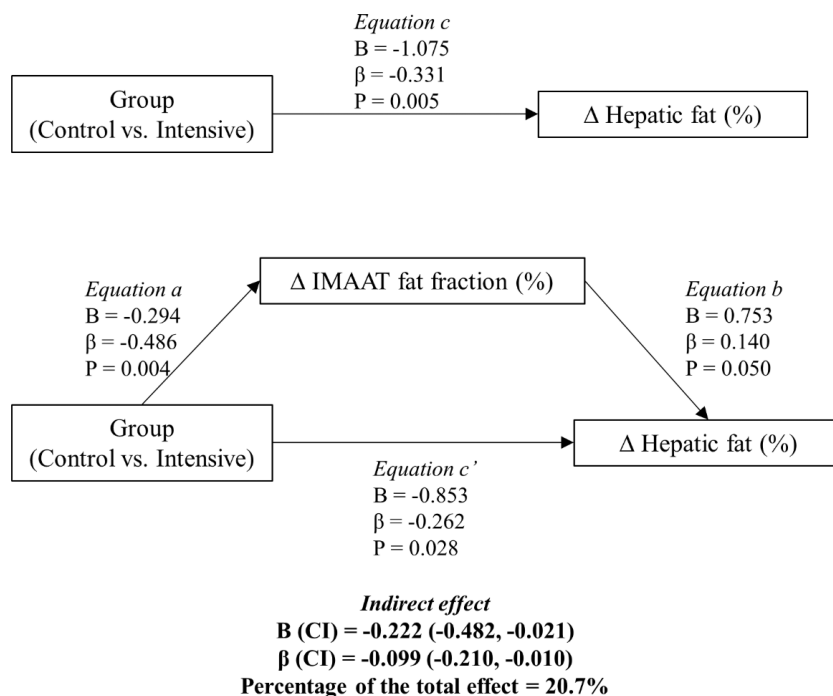 Equation c
B = -1.075
β = -0.331
P = 0.005
Group
(Control vs. Intensive)
Δ Hepatic fat (%)
Δ IMAAT fat fraction (%)
Equation a
B = -0.294
β = -0.486
P = 0.004
Equation b
B = 0.753
β = 0.140
P = 0.050
Group
(Control vs. Intensive)
Δ Hepatic fat (%)
Equation c’
B = -0.853
β = -0.262
P = 0.028
Indirect effect
B (CI) = -0.222 (-0.482, -0.021)
β (CI) = -0.099 (-0.210, -0.010)
Percentage of the total effect = 20.7%